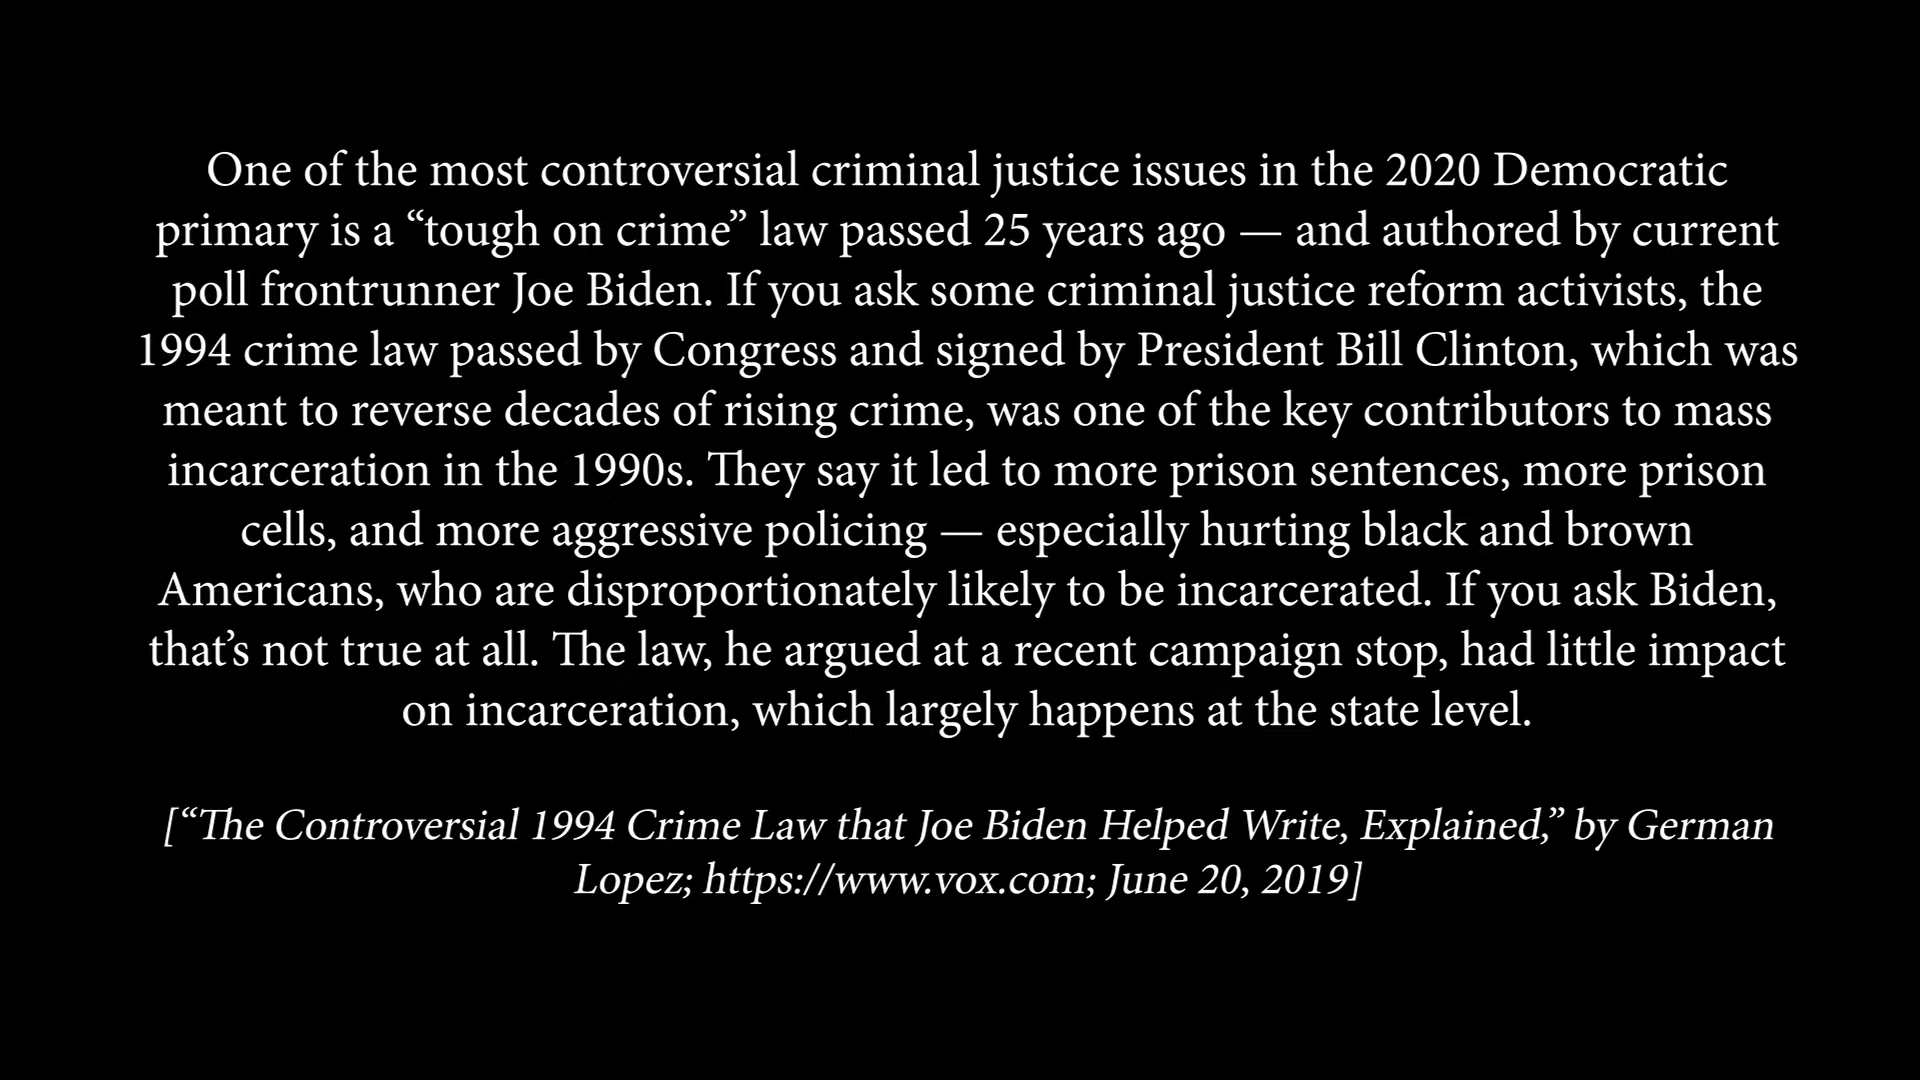 One of the most controversial criminal justice issues in the 2020 Democratic
primary is a “tough on crime” law passed 25 years ago — and authored by current
poll frontrunner Joe Biden. If you ask some criminal justice reform activists, the
1994 crime law passed by Congress and signed by President Bill Clinton, which was
meant to reverse decades of rising crime, was one of the key contributors to mass
incarceration in the 1990s. They say it led to more prison sentences, more prison
cells, and more aggressive policing — especially hurting black and brown
Americans, who are disproportionately likely to be incarcerated. If you ask Biden,
that’s not true at all. The law, he argued at a recent campaign stop, had little impact
on incarceration, which largely happens at the state level.
[“The Controversial 1994 Crime Law that Joe Biden Helped Write, Explained,” by German
Lopez; https://www.vox.com; June 20, 2019]